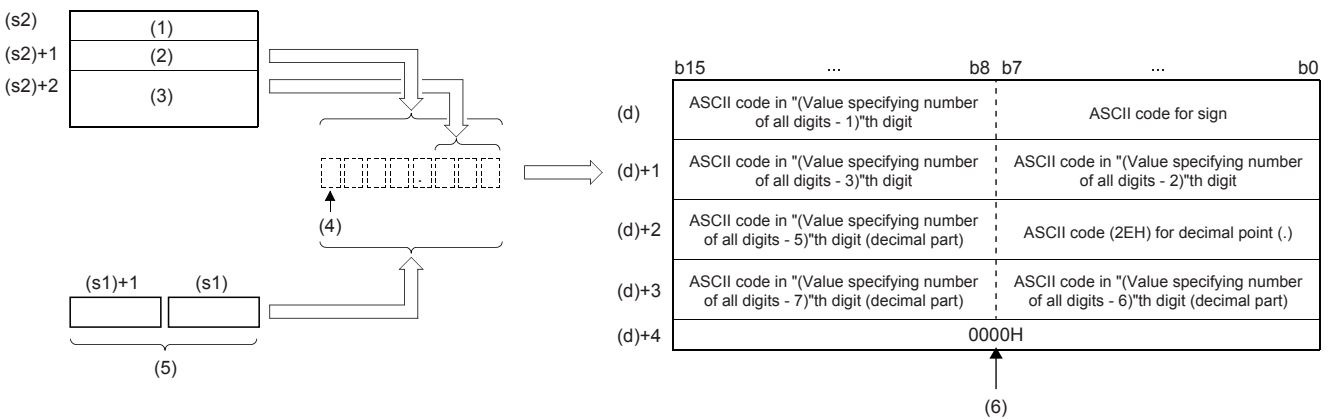 (s2)
(1)
(s2)+1
(2)
(s2)+2
(3)
.
(4)
(s1)+1 (s1)
(5)
b15 ... b8 b7 ... b0
(d)
ASCII code in "(Value specifying number
of all digits - 1)"th digit
ASCII code for sign
(d)+1
ASCII code in "(Value specifying number
of all digits - 3)"th digit
ASCII code in "(Value specifying number
of all digits - 2)"th digit
(d)+2
ASCII code in "(Value specifying number
of all digits - 5)"th digit (decimal part)
ASCII code (2EH) for decimal point (.)
(d)+3
ASCII code in "(Value specifying number
of all digits - 7)"th digit (decimal part)
ASCII code in "(Value specifying number
of all digits - 6)"th digit (decimal part)
(d)+4
0000H
(6)